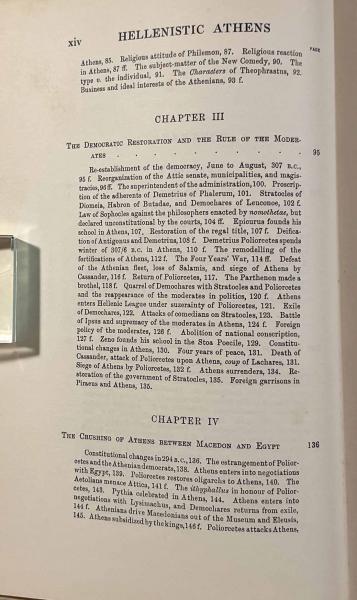 xiv HELLENISTIC ATHENS
PAGE
Athens, 85. Religious attitude of Philemon, 87. Religious reaction
in Athens, 87 ff. The subject-matter of the New Comedy, 90. The
type v. the individual, 91. The Characters of Theophrastus, 92.
Business and ideal interests of the Athenians, 93 f.
CHAPTER III
THE DEMOCRATIC RESTORATION AND THE RULE OF THE MODER-
ATES . . . . . . . . . . 95
Re-establishment of the democracy, June to August, 307 B.C.,
95 f. Reorganization of the Attic senate, municipalities, and magis-
tracies, 96 ff. The superintendent of the administration, 100. Proscrip-
tion of the adherents of Demetrius of Phalerum, 101. Stratocles of
Diomeia, Habron of Butadae, and Demochares of Leuconoe, 102 f.
Law of Sophocles against the philosophers enacted by nomothetae, but
declared unconstitutional by the courts, 104 ff. Epicurus founds his
school in Athens, 107. Restoration of the regal title, 107 f. Deifica-
tion of Antigonus and Demetrius, 108 f. Demetrius Poliorcetes spends
winter of 307/6 B.C. in Athens, 110 f. The remodelling of the
fortifications of Athens, 112 f. The Four Years' War, 114 ff. Defeat
of the Athenian fleet, loss of Salamis, and siege of Athens by
Cassander, 116 f. Return of Poliorcetes, 117. The Parthenon made a
brothel, 118 f. Quarrel of Demochares with Stratocles and Poliorcetes
and the reappearance of the moderates in politics, 120 f. Athens
enters Hellenic League under suzerainty of Poliorcetes, 121. Exile
of Demochares, 122. Attacks of comedians on Stratocles, 123. Battle
of Ipsus and supremacy of the moderates in Athens, 124 f. Foreign
policy of the moderates, 126 f. Abolition of national conscription,
127 f. Zeno founds his school in the Stoa Poecile, 129. Constitu-
tional changes in Athens, 130. Four years of peace, 131. Death of
Cassander, attack of Poliorcetes upon Athens, coup of Lachares, 131.
Siege of Athens by Poliorcetes, 132 f. Athens surrenders, 134. Re-
storation of the government of Stratocles, 135. Foreign garrisons in
Piraeus and Athens, 135.
CHAPTER IV
THE CRUSHING OF ATHENS BETWEEN MACEDON AND EGYPT 136
Constitutional changes in 294 B.C., 136. The estrangement of Polior-
cetes and the Athenian democrats, 138. Athens enters into negotiations
with Egypt, 139. Poliorcetes restores oligarchs to Athens, 140. The
Aetolians menace Attica, 141 f. The ithyphallus in honour of Polior-
cetes, 143. Pythia celebrated in Athens, 144. Athens enters into
negotiations with Lysimachus, and Demochares returns from exile,
144 f. Athenians drive Macedonians out of the Museum and Eleusis,
145. Athens subsidized by the kings, 146 f. Poliorcetes attacks Athens,